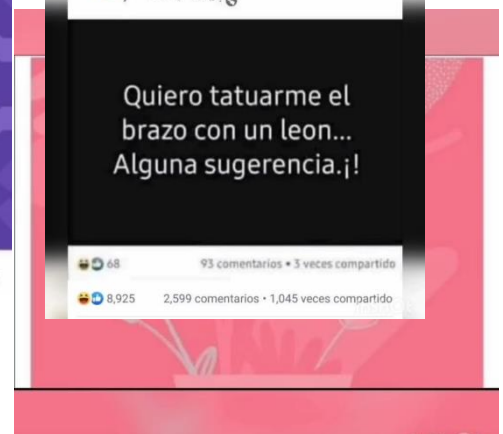 Quiero tatuarme el
brazo con un leon...
Alguna sugerencia.¡!
68 93 comentarios • 3 veces compartido
8,925 2,599 comentarios • 1,045 veces compartido